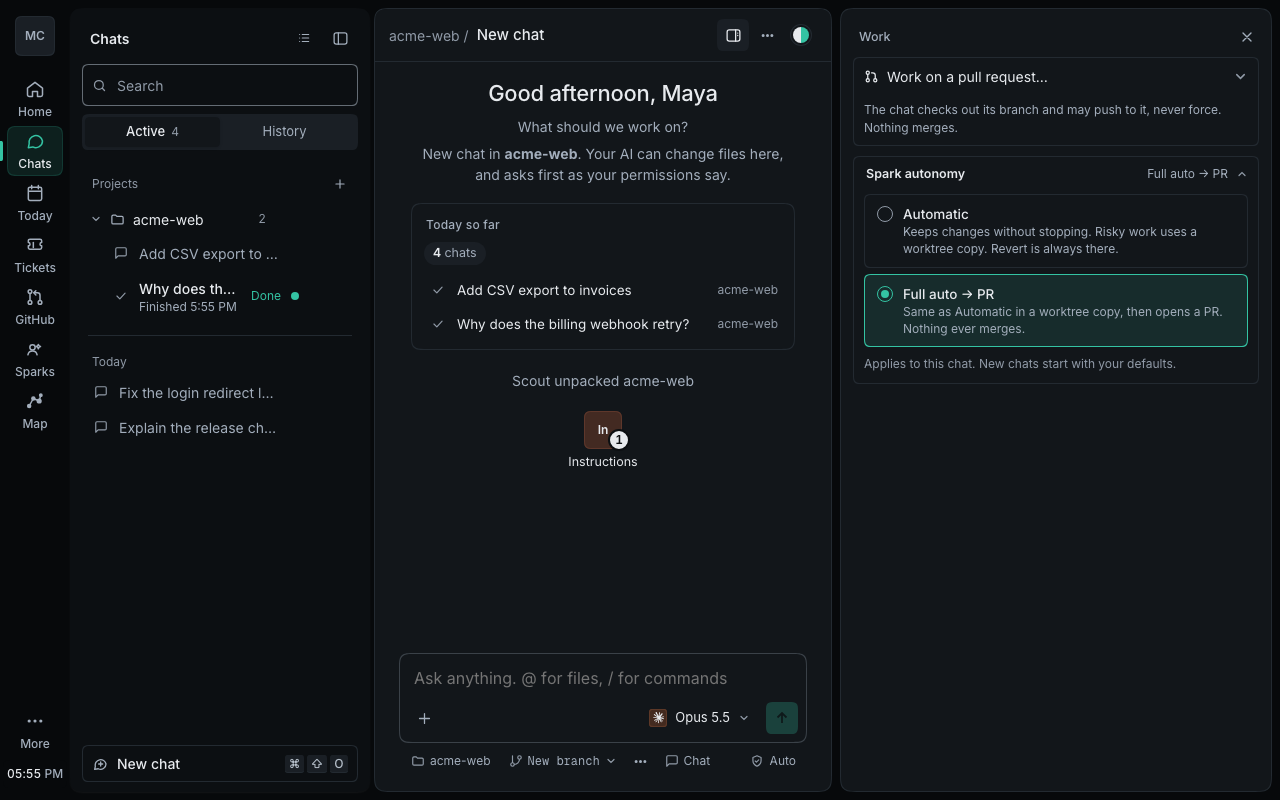 MC
Home
Chats
Today
Tickets
GitHub
Sparks
Map
More
05:55 PM
Chats
Search
Active 4
History
Projects
acme-web 2
Add CSV export to ...
Why does th... Done
Finished 5:55 PM
Today
Fix the login redirect l...
Explain the release ch...
New chat ⌘ ⇧ O
acme-web / New chat
Good afternoon, Maya
What should we work on?
New chat in acme-web. Your AI can change files here,
and asks first as your permissions say.
Today so far
4 chats
Add CSV export to invoices acme-web
Why does the billing webhook retry? acme-web
Scout unpacked acme-web
In 1
Instructions
Ask anything. @ for files, / for commands
Opus 5.5
acme-web New branch Chat Auto
Work
Work on a pull request...
The chat checks out its branch and may push to it, never force.
Nothing merges.
Spark autonomy Full auto → PR
Automatic
Keeps changes without stopping. Risky work uses a
worktree copy. Revert is always there.
Full auto → PR
Same as Automatic in a worktree copy, then opens a PR.
Nothing ever merges.
Applies to this chat. New chats start with your defaults.